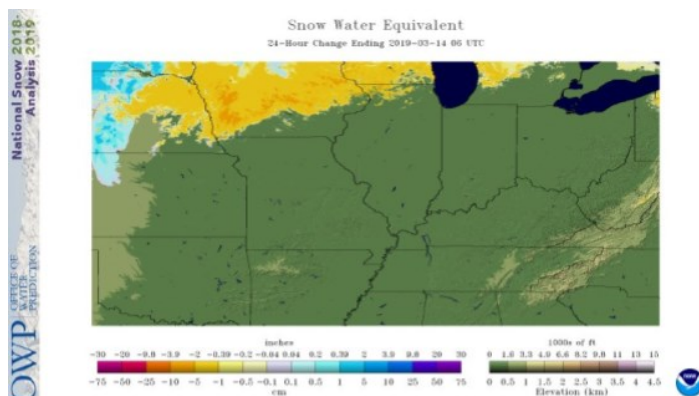 National Snow 2018-
Analysis 2019
OFFICE OF
WATER
PREDICTION
OWP
Snow Water Equivalent
24-Hour Change Ending 2019-03-14 06 UTC
inches
-30 -20 -9.8 -3.9 -2 -0.39 -0.2 -0.04 0.04 0.2 0.39 2 3.9 9.8 20 30
-75 -50 -25 -10 -5 -1 -0.5 -0.1 0.1 0.5 1 5 10 25 50 75
cm
1000s of ft
0 1.6 3.3 4.9 6.6 8.2 9.8 11 13 15
0 0.5 1 1.5 2 2.5 3 3.5 4 4.5
Elevation (km)